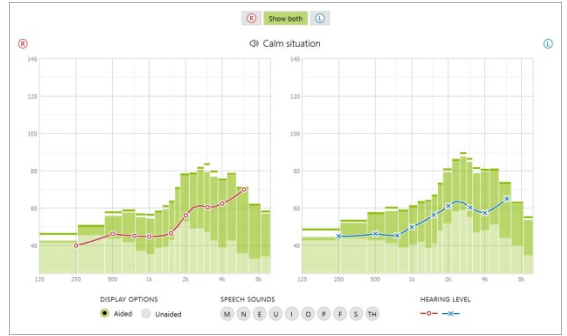 R Show both L
R Calm situation L
140 140
120 120
100 100
80 80
60 60
40 40
125 250 500 1k 2k 4k 8k 125 250 500 1k 2k 4k 8k
DISPLAY OPTIONS SPEECH SOUNDS HEARING LEVEL
Aided Unaided M N E U I O P F S TH